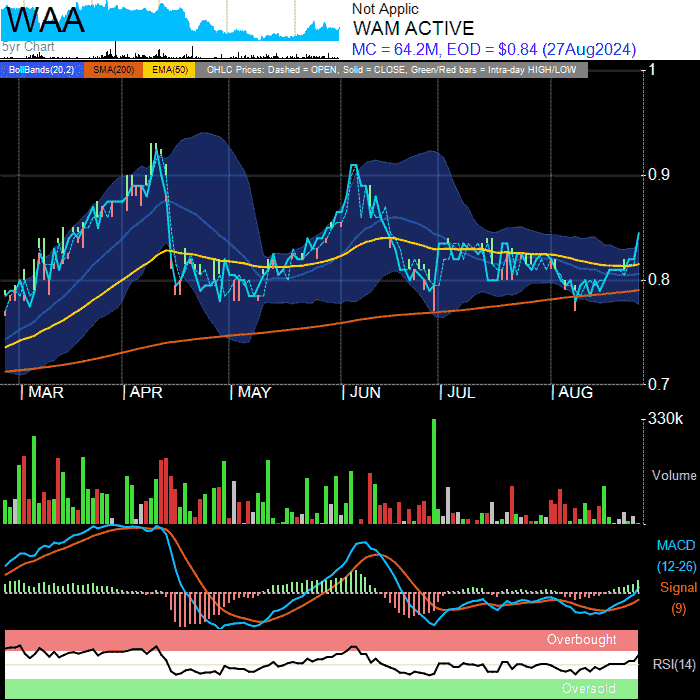 WAA
5yr Chart
Not Applic
WAM ACTIVE
MC = 64.2M, EOD = $0.84 (27Aug2024)
BollBands(20,2) SMA(200) EMA(50) OHLC Prices: Dashed = OPEN, Solid = CLOSE, Green/Red bars = Intra-day HIGH/LOW
1
0.9
0.8
0.7
MAR APR MAY JUN JUL AUG
330k
Volume
MACD
(12-26)
Signal
(9)
Overbought
RSI(14)
Oversold